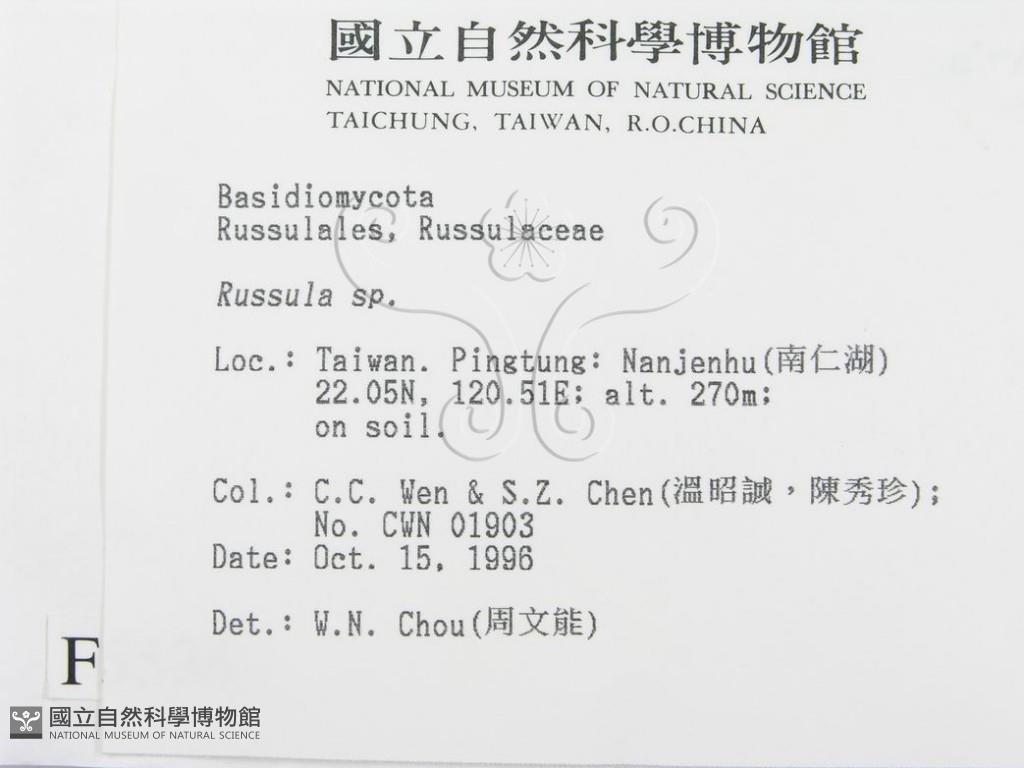 國立自然科學博物館
NATIONAL MUSEUM OF NATURAL SCIENCE
TAICHUNG, TAIWAN, R.O.CHINA
Basidiomycota
Russulales, Russulaceae
Russula sp.
Loc.: Taiwan. Pingtung: Nanjenhu(南仁湖)
22.05N, 120.51E; alt. 270m;
on soil.
Col.: C.C. Wen & S.Z. Chen(溫昭誠，陳秀珍);
No. CWN 01903
Date: Oct. 15, 1996
Det.: W.N. Chou(周文能)
F
國立自然科學博物館
NATIONAL MUSEUM OF NATURAL SCIENCE